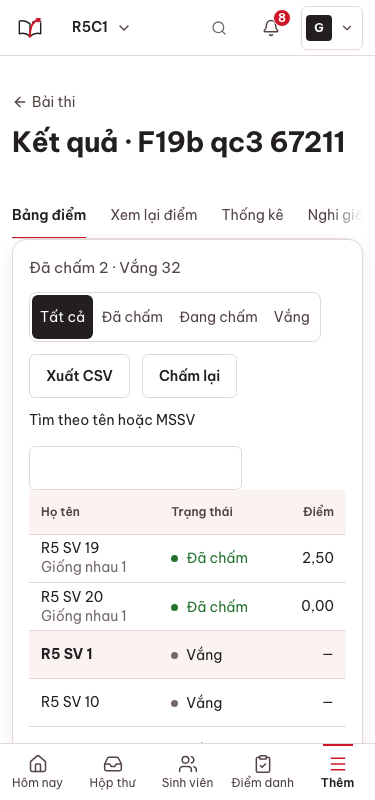 R5C1
8
G
Bài thi
Kết quả · F19b qc3 67211
Bảng điểm Xem lại điểm Thống kê Nghi
Đã chấm 2 · Vắng 32
Tất cả Đã chấm Đang chấm Vắng
Xuất CSV Chấm lại
Tìm theo tên hoặc MSSV
Họ tên Trạng thái Điểm
R5 SV 19 Đã chấm 2,50
Giống nhau 1
R5 SV 20 Đã chấm 0,00
Giống nhau 1
R5 SV 1 Vắng –
R5 SV 10 Vắng –
Hôm nay Hộp thư Sinh viên Điểm danh Thêm